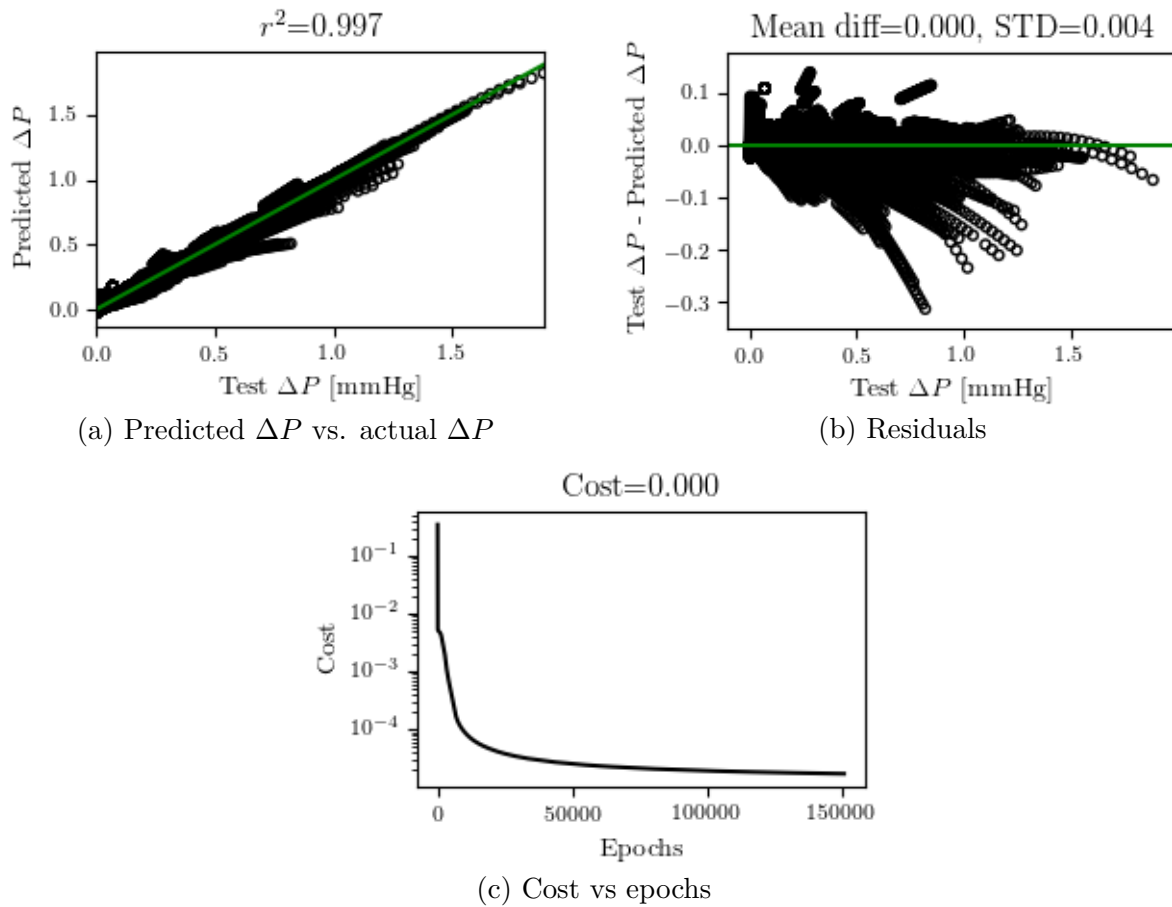 r²=0.997
Predicted ΔP
1.5
1.0
0.5
0.0
0.0 0.5 1.0 1.5
Test ΔP [mmHg]
(a) Predicted ΔP vs. actual ΔP
Mean diff=0.000, STD=0.004
Test ΔP - Predicted ΔP
0.1
0.0
−0.1
−0.2
−0.3
0.0 0.5 1.0 1.5
Test ΔP [mmHg]
(b) Residuals
Cost=0.000
Cost
10⁻¹
10⁻²
10⁻³
10⁻⁴
0 50000 100000 150000
Epochs
(c) Cost vs epochs